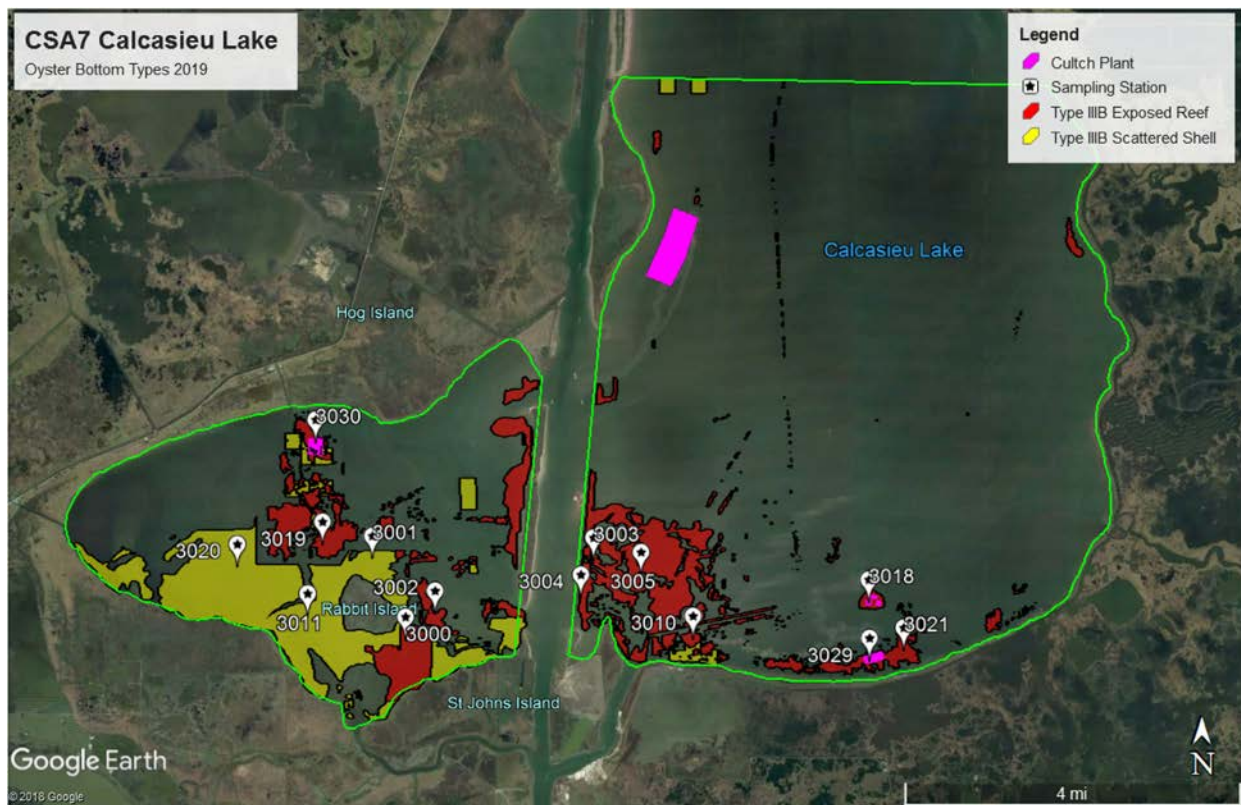 CSA7 Calcasieu Lake
Oyster Bottom Types 2019
Legend
Cultch Plant
Sampling Station
Type IIIB Exposed Reef
Type IIIB Scattered Shell
Calcasieu Lake
Hog Island
3030
3019
3001
3020
3003
3004
3005
3002
3018
3011
Rabbit Island
3000
3010
3021
3029
St Johns Island
N
Google Earth
© 2018 Google
4 mi